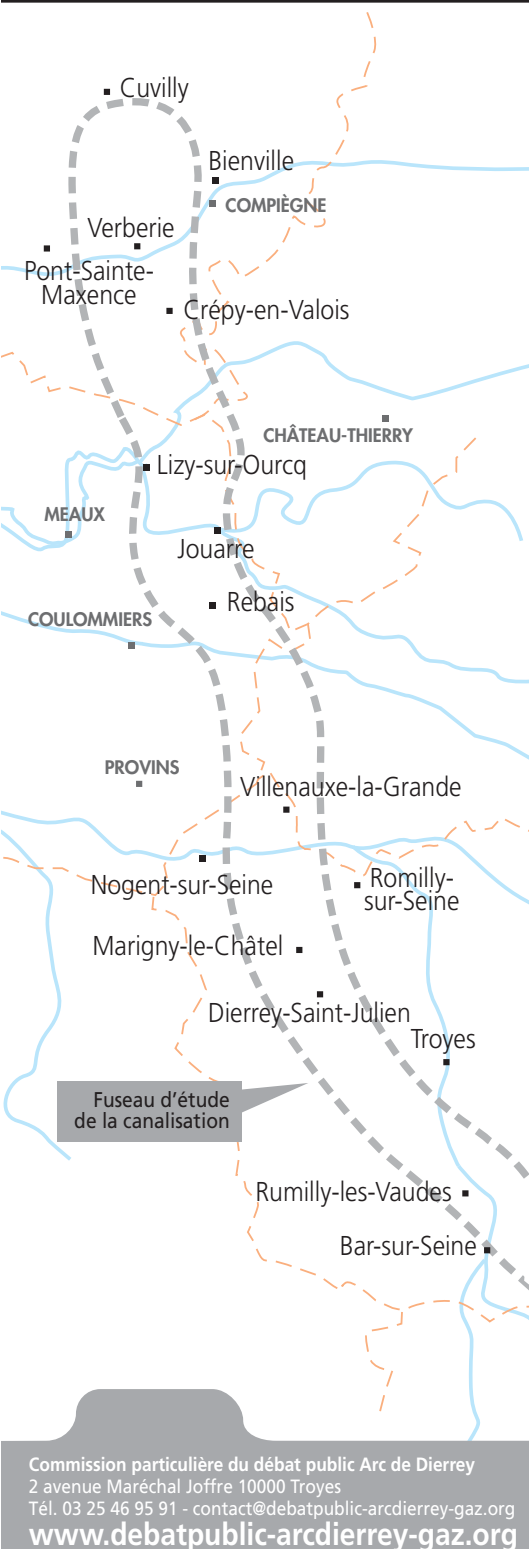 Cuvilly
Bienville
COMPIÈGNE
Verberie
Pont-Sainte-
Maxence
Crépy-en-Valois
CHÂTEAU-THIERRY
Lizy-sur-Ourcq
MEAUX
Jouarre
Rebais
COULOMMIERS
PROVINS
Villenauxe-la-Grande
Nogent-sur-Seine
Romilly-
sur-Seine
Marigny-le-Châtel
Dierrey-Saint-Julien
Troyes
Fuseau d'étude
de la canalisation
Rumilly-les-Vaudes
Bar-sur-Seine
Commission particulière du débat public Arc de Dierrey
2 avenue Maréchal Joffre 10000 Troyes
Tél. 03 25 46 95 91 - contact@debatpublic-arcdierrey-gaz.org
www.debatpublic-arcdierrey-gaz.org